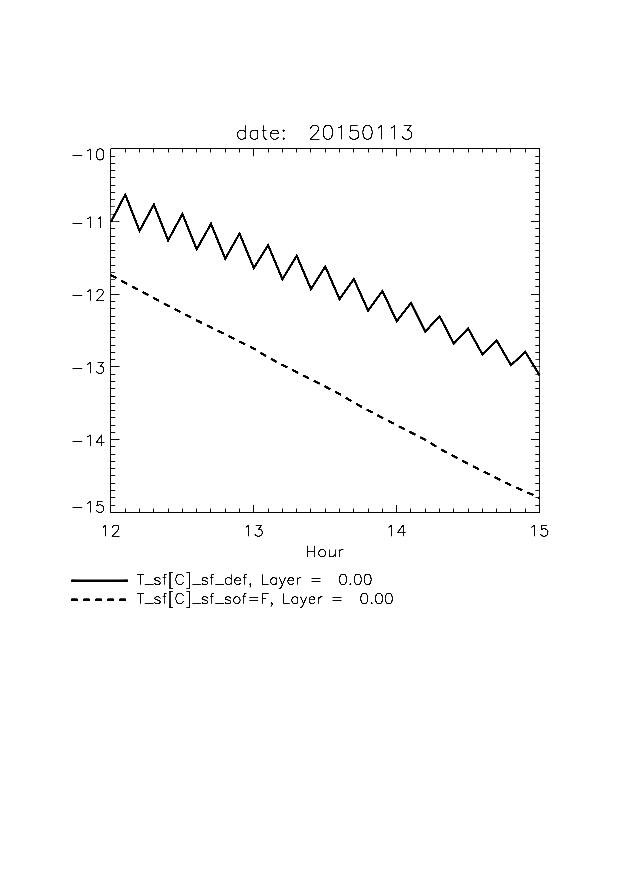 date: 20150113
-10
-11
-12
-13
-14
-15
12 13 14 15
Hour
T_sf[C]_sf_def, Layer = 0.00
T_sf[C]_sf_sof=F, Layer = 0.00